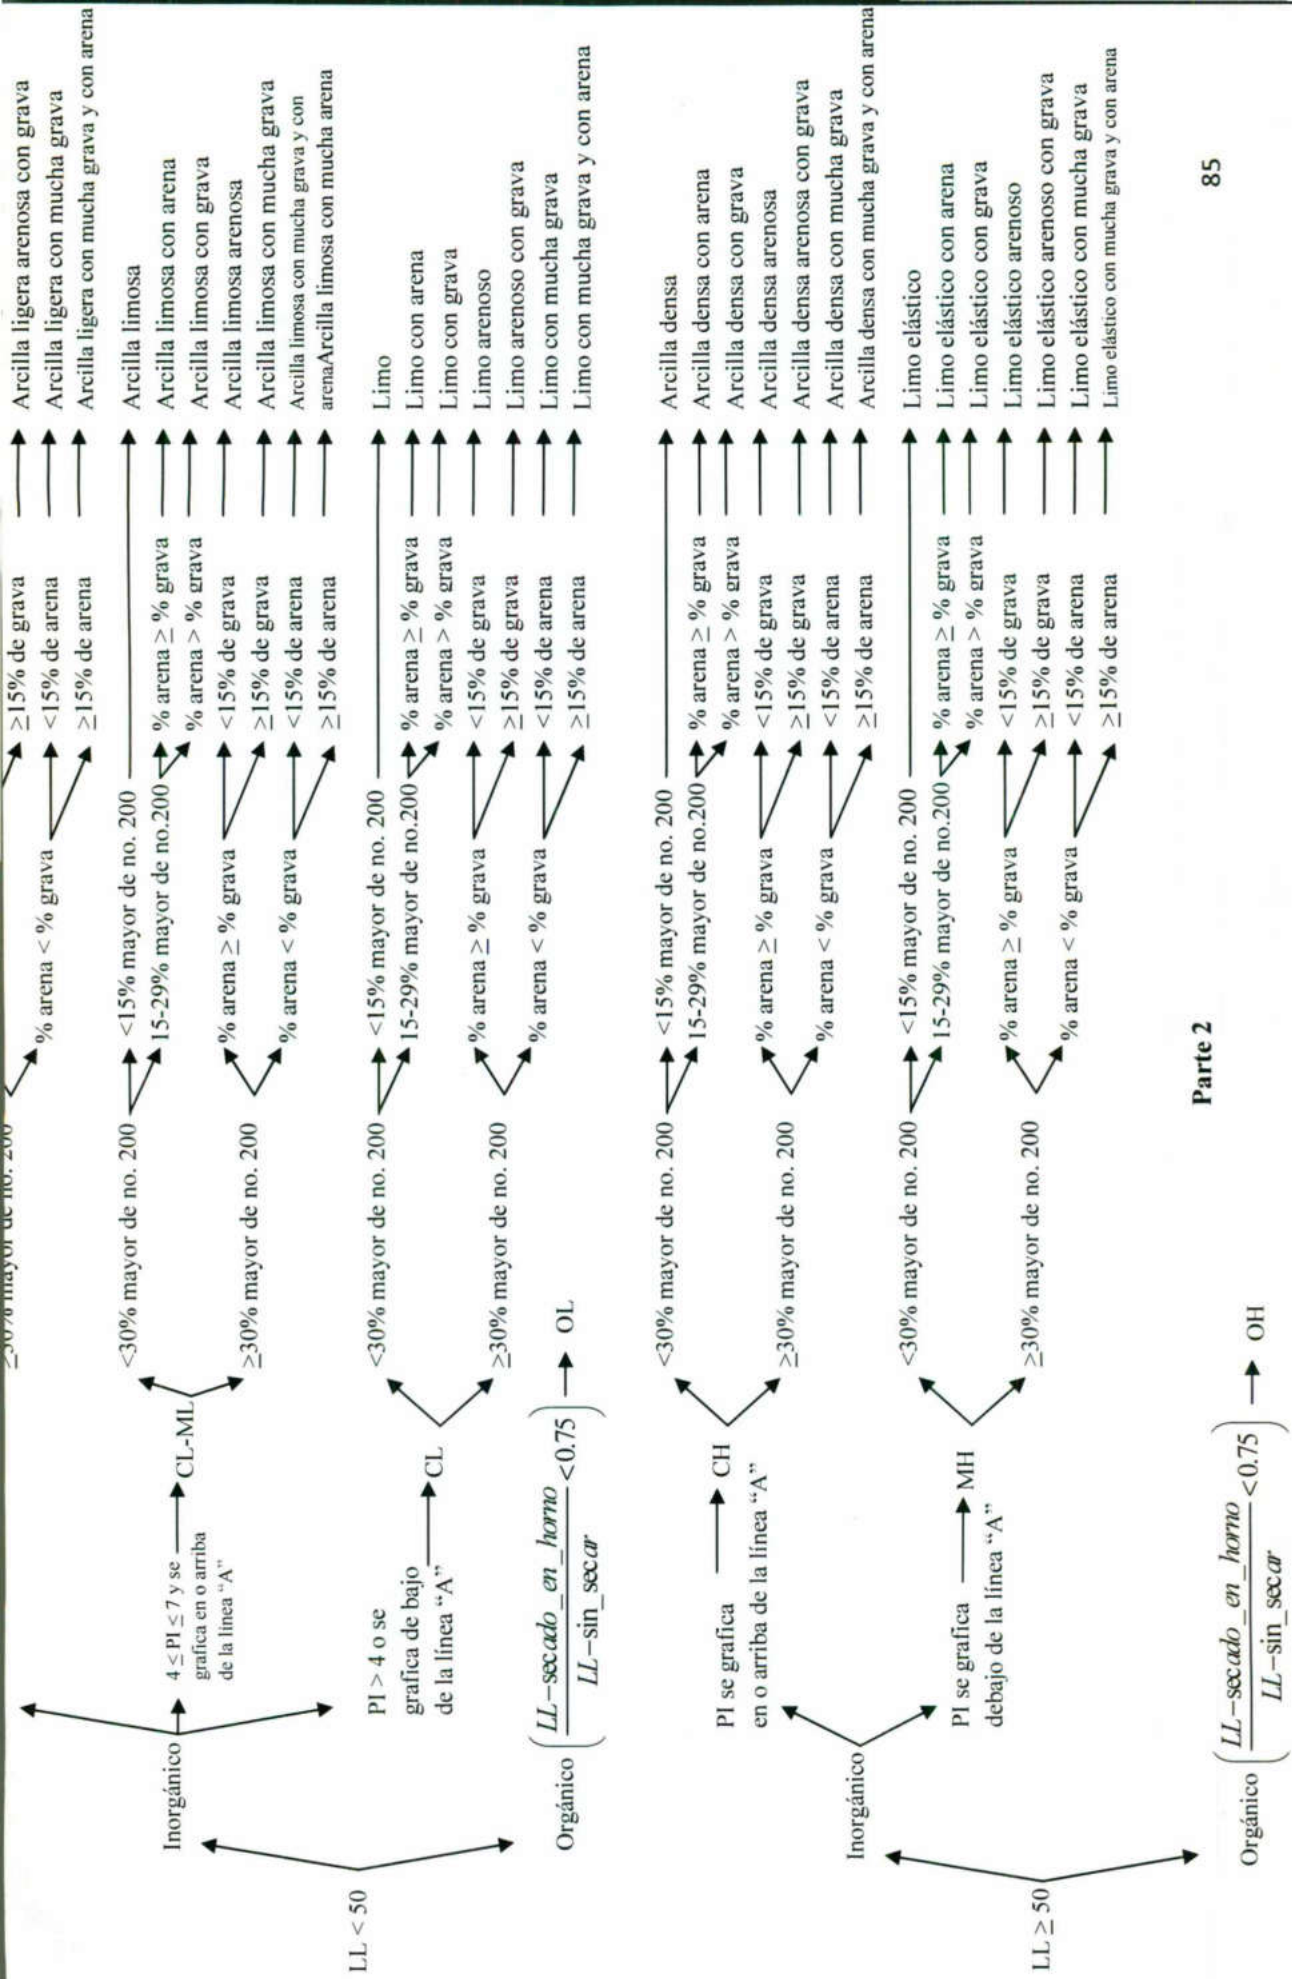 ≥15% de grava
Arcilla ligera arenosa con grava
% arena < % grava
<15% de arena
Arcilla ligera con mucha grava
≥15% de arena
Arcilla ligera con mucha grava y con arena
LL < 50
Inorgánico
4 ≤ PI ≤ 7 y se
grafica en o arriba
de la línea “A”
CL-ML
<30% mayor de no. 200
<15% mayor de no. 200
Arcilla limosa
15-29% mayor de no.200
% arena ≥ % grava
Arcilla limosa con arena
% arena > % grava
Arcilla limosa con grava
≥30% mayor de no. 200
% arena ≥ % grava
<15% de grava
Arcilla limosa arenosa
≥15% de grava
Arcilla limosa con mucha grava
% arena < % grava
<15% de arena
Arcilla limosa con mucha grava y con
≥15% de arena
arenaArcilla limosa con mucha arena
PI > 4 o se
grafica de bajo
de la línea “A”
CL
<30% mayor de no. 200
<15% mayor de no. 200
Limo
15-29% mayor de no.200
% arena ≥ % grava
Limo con arena
% arena > % grava
Limo con grava
≥30% mayor de no. 200
% arena ≥ % grava
<15% de grava
Limo arenoso
≥15% de grava
Limo arenoso con grava
% arena < % grava
<15% de arena
Limo con mucha grava
≥15% de arena
Limo con mucha grava y con arena
Orgánico (LL−secado_en_horno / LL−sin_secar <0.75) OL
LL ≥ 50
Inorgánico
PI se grafica
en o arriba de la línea “A”
CH
<30% mayor de no. 200
<15% mayor de no. 200
Arcilla densa
15-29% mayor de no.200
% arena ≥ % grava
Arcilla densa con arena
% arena > % grava
Arcilla densa con grava
≥30% mayor de no. 200
% arena ≥ % grava
<15% de grava
Arcilla densa arenosa
≥15% de grava
Arcilla densa arenosa con grava
% arena < % grava
<15% de arena
Arcilla densa con mucha grava
≥15% de arena
Arcilla densa con mucha grava y con arena
PI se grafica
debajo de la línea “A”
MH
<30% mayor de no. 200
<15% mayor de no. 200
Limo elástico
15-29% mayor de no.200
% arena ≥ % grava
Limo elástico con arena
% arena > % grava
Limo elástico con grava
≥30% mayor de no. 200
% arena ≥ % grava
<15% de grava
Limo elástico arenoso
≥15% de grava
Limo elástico arenoso con grava
% arena < % grava
<15% de arena
Limo elástico con mucha grava
≥15% de arena
Limo elástico con mucha grava y con arena
Orgánico (LL−secado_en_horno / LL−sin_secar <0.75) OH
Parte 2
85